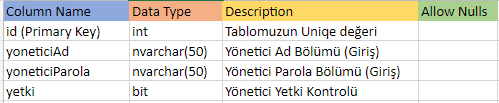 Column Name Data Type Description Allow Nulls
id (Primary Key) int Tablomuzun Uniqe değeri
yoneticiAd nvarchar(50) Yönetici Ad Bölümü (Giriş)
yoneticiParola nvarchar(50) Yönetici Parola Bölümü (Giriş)
yetki bit Yönetici Yetki Kontrolü